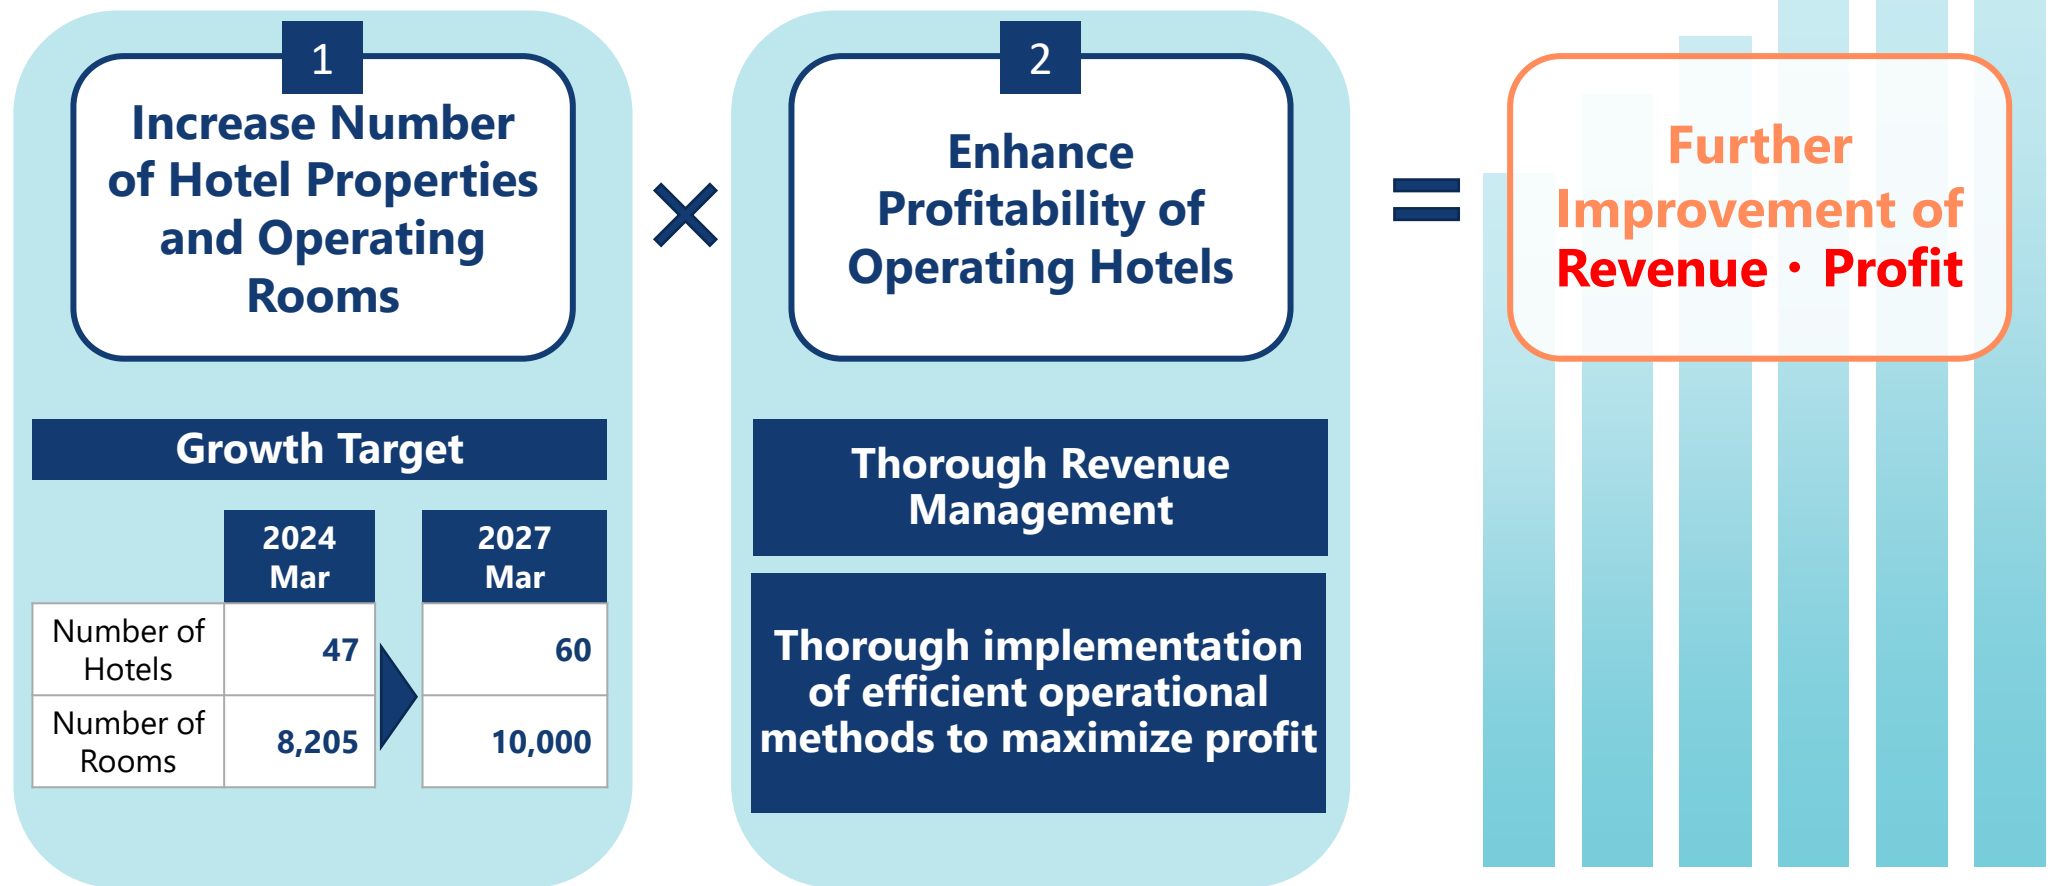 1
Increase Number
of Hotel Properties
and Operating
Rooms
×
2
Enhance
Profitability of
Operating Hotels
=
Further
Improvement of
Revenue・Profit
Growth Target
2024
Mar
2027
Mar
Number of
Hotels
47
60
Number of
Rooms
8,205
10,000
Thorough Revenue
Management
Thorough implementation
of efficient operational
methods to maximize profit